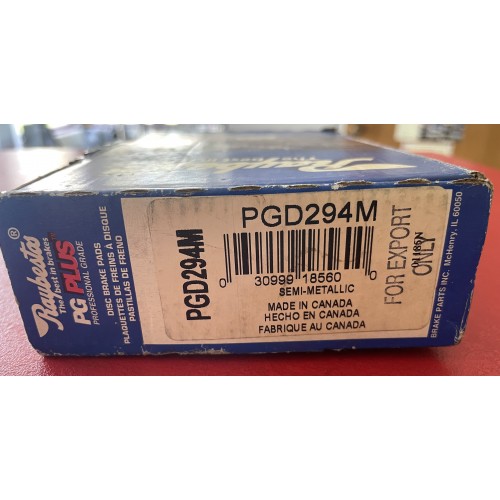 Raybestos®
The best in brakes
PG PLUS
PROFESSIONAL GRADE
DISC BRAKE PADS
PLAQUETTES DE FREINS À DISQUE
PASTILLAS DE FRENO
PGD294M
PGD294M
0 30999 18560 0
SEMI-METALLIC
MADE IN CANADA
HECHO EN CANADA
FABRIQUE AU CANADA
FOR EXPORT
ONLY
BRAKE PARTS INC. McHenry, IL 60050